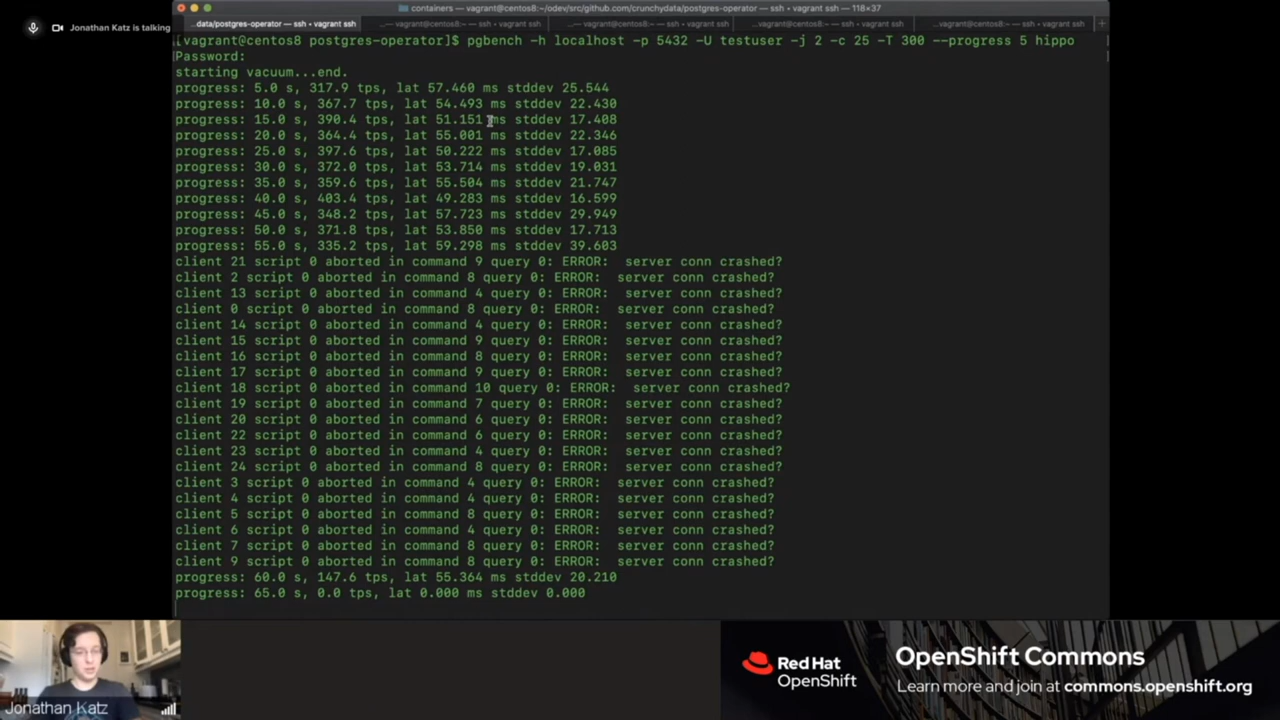 Jonathan Katz is talking
containers — vagrant@centos8:~/odev/src/github.com/crunchydata/postgres-operator — ssh ‹ vagrant ssh — 118×37
...data/postgres-operator — ssh ‹ vagrant ssh
...— vagrant@centos8:~ — ssh ‹ vagrant ssh
...— vagrant@centos8:~ — ssh ‹ vagrant ssh
...— vagrant@centos8:~ — ssh ‹ vagrant ssh
...— vagrant@centos8:~ — ssh ‹ vagrant ssh
[vagrant@centos8 postgres-operator]$ pgbench -h localhost -p 5432 -U testuser -j 2 -c 25 -T 300 --progress 5 hippo
Password:
starting vacuum...end.
progress: 5.0 s, 317.9 tps, lat 57.460 ms stddev 25.544
progress: 10.0 s, 367.7 tps, lat 54.493 ms stddev 22.430
progress: 15.0 s, 390.4 tps, lat 51.151 ms stddev 17.408
progress: 20.0 s, 364.4 tps, lat 55.001 ms stddev 22.346
progress: 25.0 s, 397.6 tps, lat 50.222 ms stddev 17.085
progress: 30.0 s, 372.0 tps, lat 53.714 ms stddev 19.031
progress: 35.0 s, 359.6 tps, lat 55.504 ms stddev 21.747
progress: 40.0 s, 403.4 tps, lat 49.283 ms stddev 16.599
progress: 45.0 s, 348.2 tps, lat 57.723 ms stddev 29.949
progress: 50.0 s, 371.8 tps, lat 53.850 ms stddev 17.713
progress: 55.0 s, 335.2 tps, lat 59.298 ms stddev 39.603
client 21 script 0 aborted in command 9 query 0: ERROR:  server conn crashed?
client 2 script 0 aborted in command 8 query 0: ERROR:  server conn crashed?
client 13 script 0 aborted in command 4 query 0: ERROR:  server conn crashed?
client 0 script 0 aborted in command 8 query 0: ERROR:  server conn crashed?
client 14 script 0 aborted in command 4 query 0: ERROR:  server conn crashed?
client 15 script 0 aborted in command 9 query 0: ERROR:  server conn crashed?
client 16 script 0 aborted in command 8 query 0: ERROR:  server conn crashed?
client 17 script 0 aborted in command 9 query 0: ERROR:  server conn crashed?
client 18 script 0 aborted in command 10 query 0: ERROR:  server conn crashed?
client 19 script 0 aborted in command 7 query 0: ERROR:  server conn crashed?
client 20 script 0 aborted in command 6 query 0: ERROR:  server conn crashed?
client 22 script 0 aborted in command 6 query 0: ERROR:  server conn crashed?
client 23 script 0 aborted in command 4 query 0: ERROR:  server conn crashed?
client 24 script 0 aborted in command 8 query 0: ERROR:  server conn crashed?
client 3 script 0 aborted in command 4 query 0: ERROR:  server conn crashed?
client 4 script 0 aborted in command 4 query 0: ERROR:  server conn crashed?
client 5 script 0 aborted in command 8 query 0: ERROR:  server conn crashed?
client 6 script 0 aborted in command 4 query 0: ERROR:  server conn crashed?
client 7 script 0 aborted in command 8 query 0: ERROR:  server conn crashed?
client 9 script 0 aborted in command 8 query 0: ERROR:  server conn crashed?
progress: 60.0 s, 147.6 tps, lat 55.364 ms stddev 20.210
progress: 65.0 s, 0.0 tps, lat 0.000 ms stddev 0.000
Jonathan Katz
Red Hat
OpenShift
OpenShift Commons
Learn more and join at commons.openshift.org